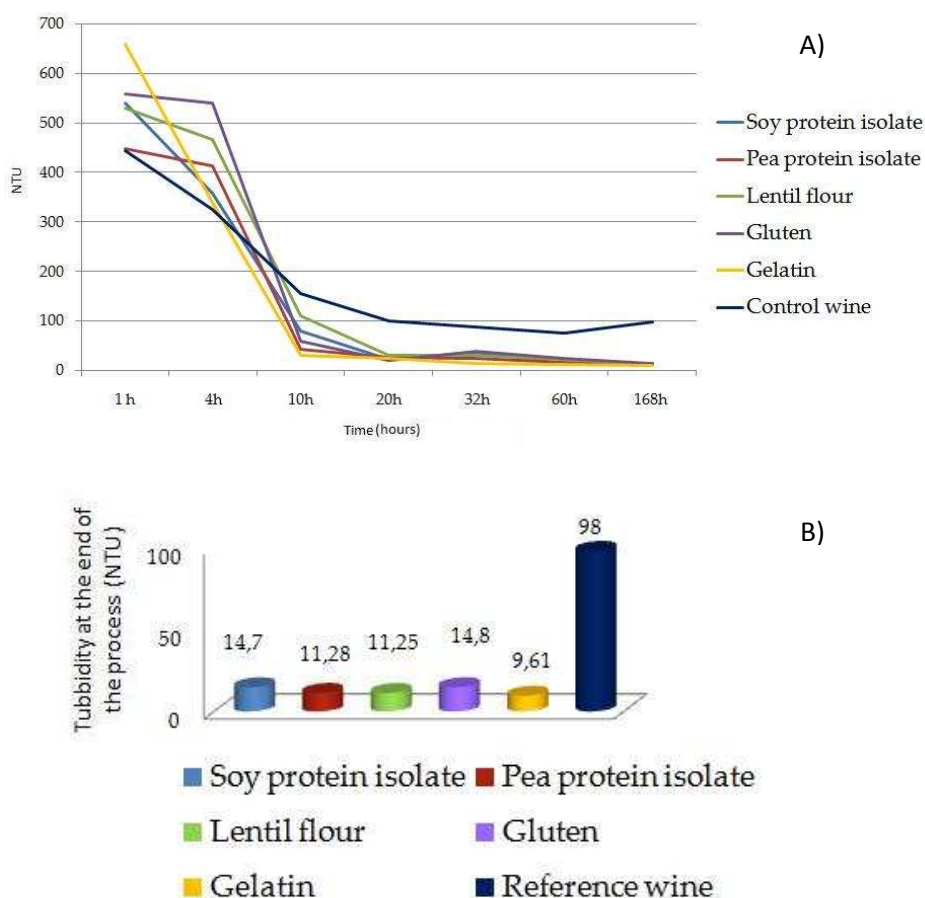 A)
700
600
500
400
300
200
100
0
NTU
1 h 4h 10h 20h 32h 60h 168h
Time (hours)
Soy protein isolate
Pea protein isolate
Lentil flour
Gluten
Gelatin
Control wine
B)
Tubbidity at the end of
the process (NTU)
100
50
0
14,7 11,28 11,25 14,8 9,61 98
Soy protein isolate Pea protein isolate
Lentil flour Gluten
Gelatin Reference wine